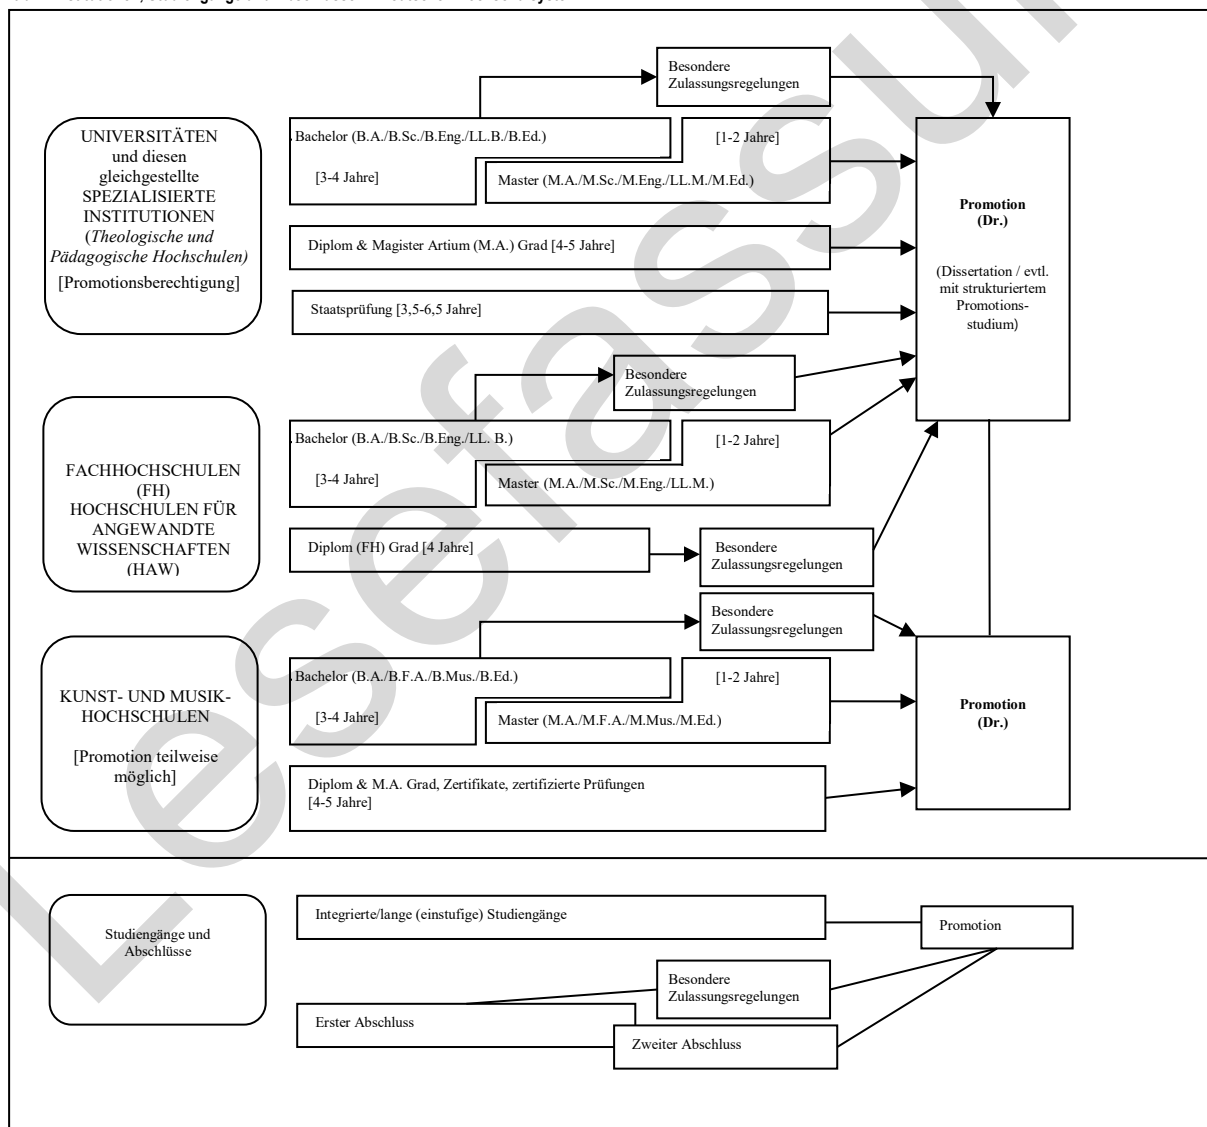 Besondere
Zulassungsregelungen
UNIVERSITÄTEN
und diesen
gleichgestellte
SPEZIALISIERTE
INSTITUTIONEN
(Theologische und
Pädagogische Hochschulen)
[Promotionsberechtigung]
Bachelor (B.A./B.Sc./B.Eng./LL.B./B.Ed.)
[3-4 Jahre]
[1-2 Jahre]
Master (M.A./M.Sc./M.Eng./LL.M./M.Ed.)
Diplom & Magister Artium (M.A.) Grad [4-5 Jahre]
Staatsprüfung [3,5-6,5 Jahre]
Promotion
(Dr.)
(Dissertation / evtl.
mit strukturiertem
Promotions-
studium)
Besondere
Zulassungsregelungen
FACHHOCHSCHULEN
(FH)
HOCHSCHULEN FÜR
ANGEWANDTE
WISSENSCHAFTEN
(HAW)
Bachelor (B.A./B.Sc./B.Eng./LL. B.)
[3-4 Jahre]
[1-2 Jahre]
Master (M.A./M.Sc./M.Eng./LL.M.)
Diplom (FH) Grad [4 Jahre]
Besondere
Zulassungsregelungen
Besondere
Zulassungsregelungen
KUNST- UND MUSIK-
HOCHSCHULEN
[Promotion teilweise
möglich]
Bachelor (B.A./B.F.A./B.Mus./B.Ed.)
[3-4 Jahre]
[1-2 Jahre]
Master (M.A./M.F.A./M.Mus./M.Ed.)
Diplom & M.A. Grad, Zertifikate, zertifizierte Prüfungen
[4-5 Jahre]
Promotion
(Dr.)
Studiengänge und
Abschlüsse
Integrierte/lange (einstufige) Studiengänge
Promotion
Besondere
Zulassungsregelungen
Erster Abschluss
Zweiter Abschluss
Lesefassu